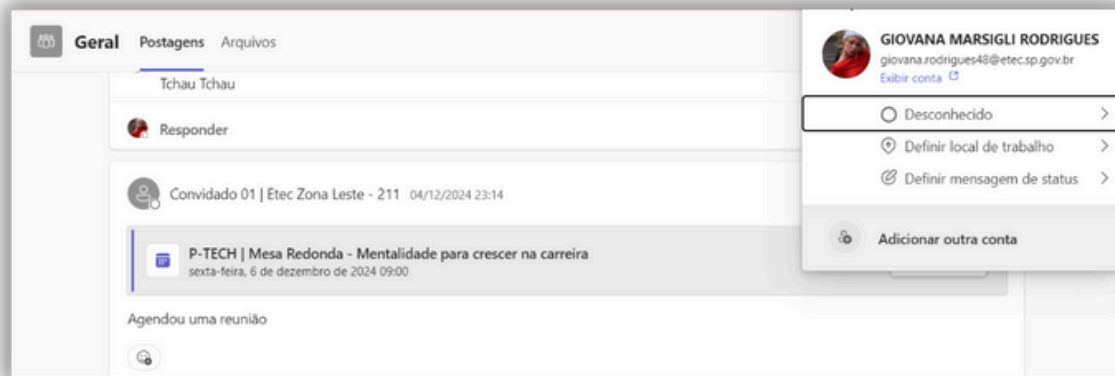 Geral Postagens Arquivos
Tchau Tchau
Responder
Convidado 01 | Etec Zona Leste - 211 04/12/2024 23:14
P-TECH | Mesa Redonda - Mentalidade para crescer na carreira
sexta-feira, 6 de dezembro de 2024 09:00
Agendou uma reunião
GIOVANA MARSIGLI RODRIGUES
giovana.rodrigues48@etec.sp.gov.br
Exibir conta
Desconhecido
Definir local de trabalho
Definir mensagem de status
Adicionar outra conta